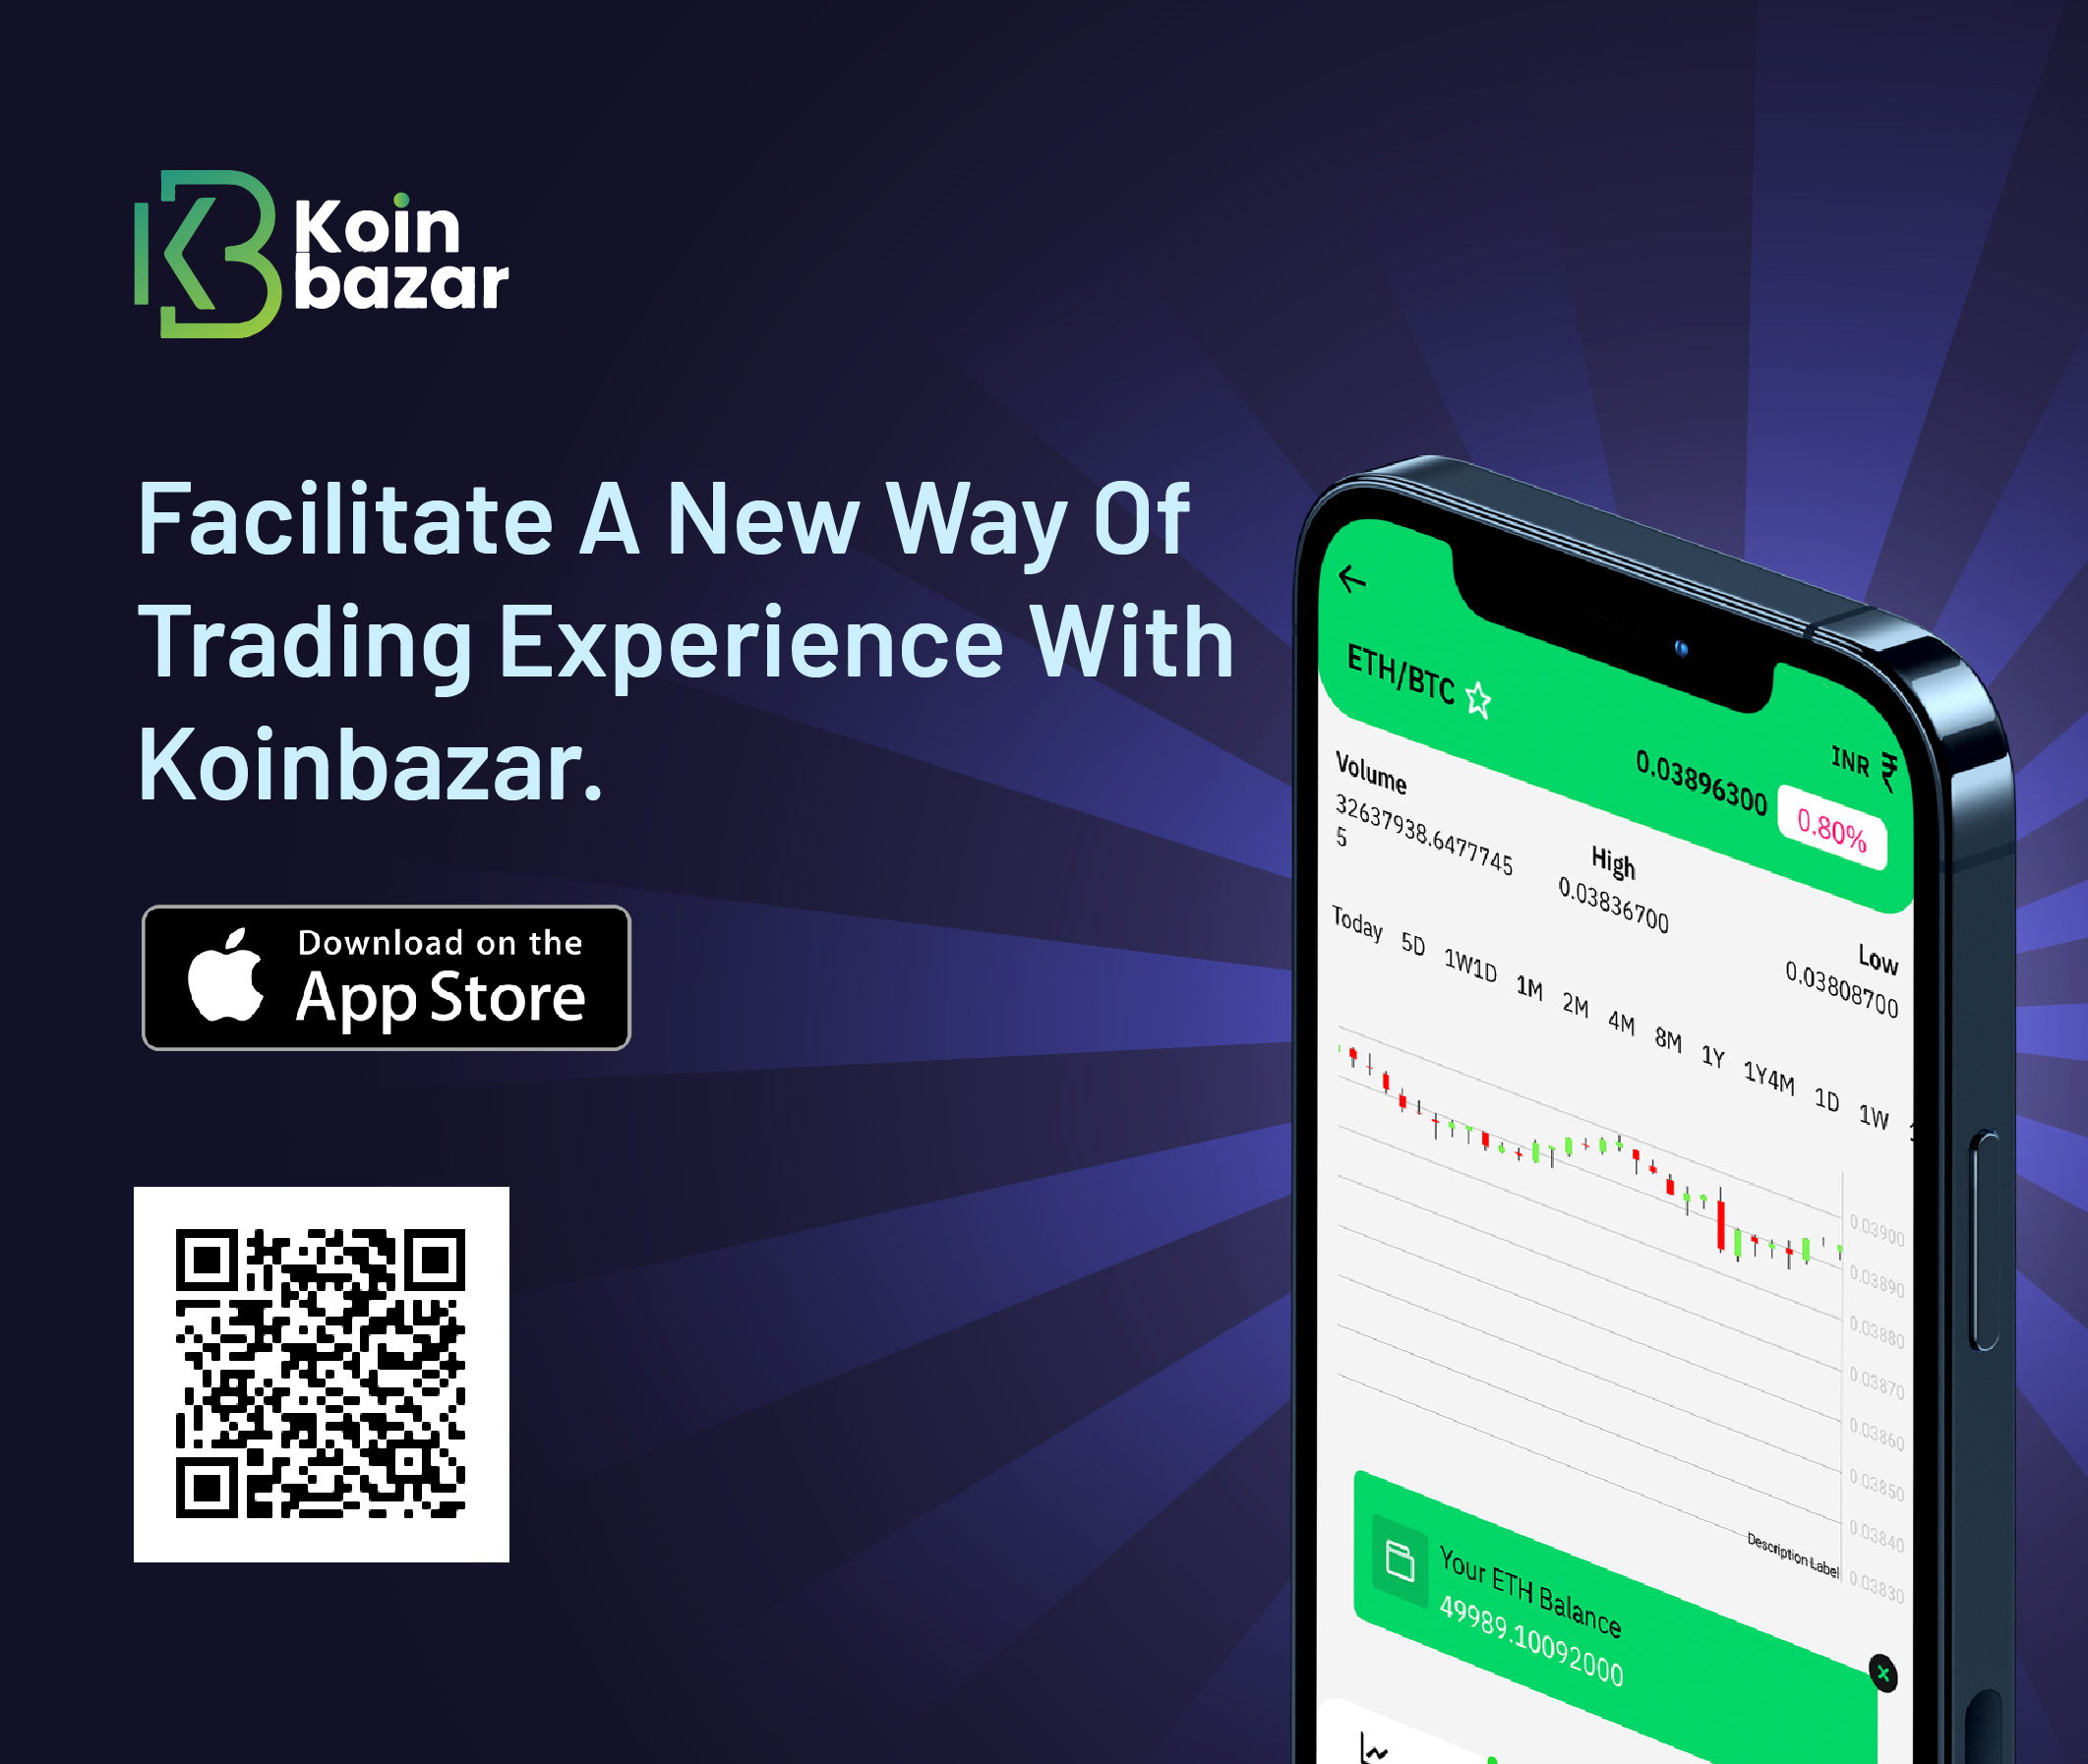 Koin
bazar
Facilitate A New Way Of
Trading Experience With
Koinbazar.
Download on the
App Store
ETH/BTC
INR ₹
0.03896300 0.80%
Volume
32637938.6477745
5
High
0.03836700
Low
0.03808700
Today 5D 1W1D 1M 2M 4M 8M 1Y 1Y4M 1D 1W
0.03900
0.03890
0.03880
0.03870
0.03860
0.03850
0.03840
0.03830
Description Label
Your ETH Balance
49989.10092000